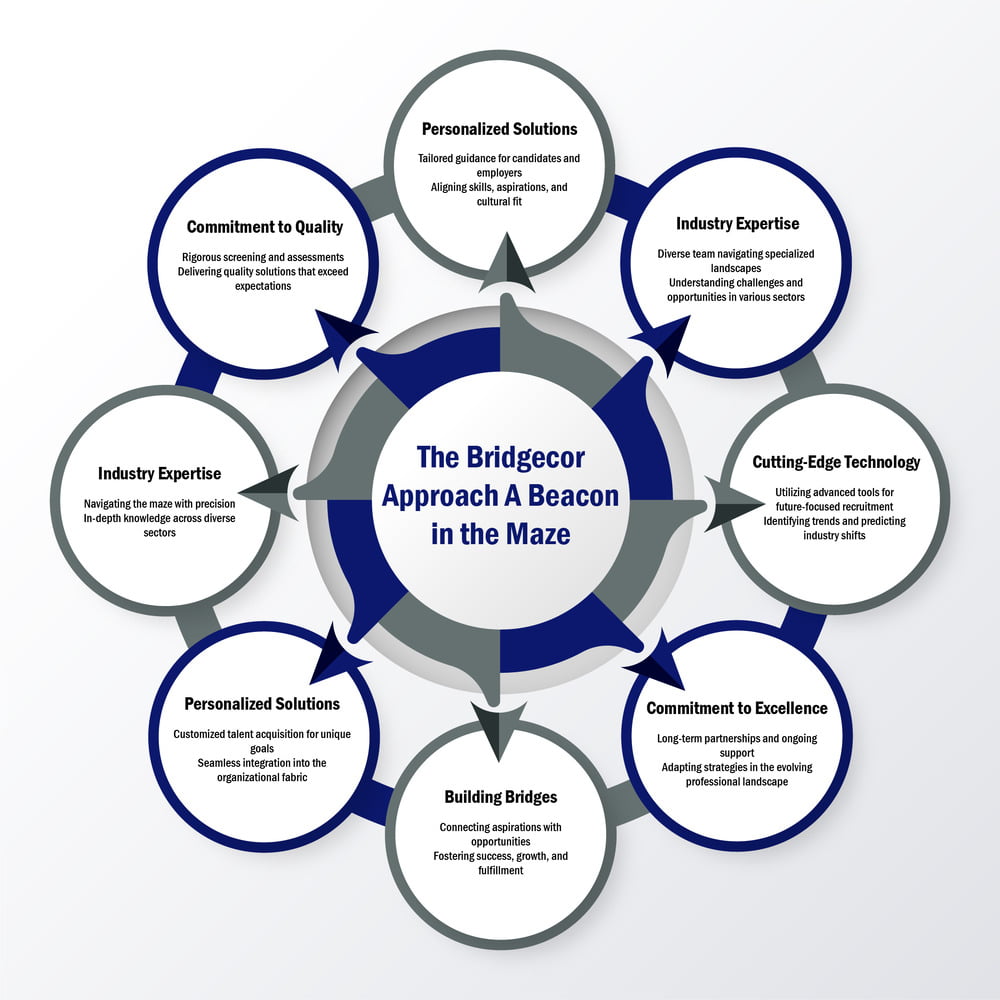 Personalized Solutions
Tailored guidance for candidates and
employers
Aligning skills, aspirations, and
cultural fit
Industry Expertise
Diverse team navigating specialized
landscapes
Understanding challenges and
opportunities in various sectors
Cutting-Edge Technology
Utilizing advanced tools for
future-focused recruitment
Identifying trends and predicting
industry shifts
Commitment to Excellence
Long-term partnerships and ongoing
support
Adapting strategies in the evolving
professional landscape
Building Bridges
Connecting aspirations with
opportunities
Fostering success, growth, and
fulfillment
Personalized Solutions
Customized talent acquisition for unique
goals
Seamless integration into the
organizational fabric
Industry Expertise
Navigating the maze with precision
In-depth knowledge across diverse
sectors
Commitment to Quality
Rigorous screening and assessments
Delivering quality solutions that exceed
expectations
The Bridgecor
Approach A Beacon
in the Maze